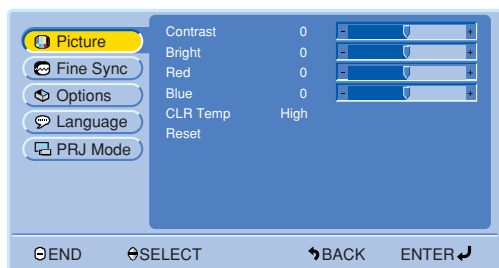 Picture
Fine Sync
Options
Language
PRJ Mode
Contrast 0 - +
Bright 0 - +
Red 0 - +
Blue 0 - +
CLR Temp High
Reset
END SELECT BACK ENTER